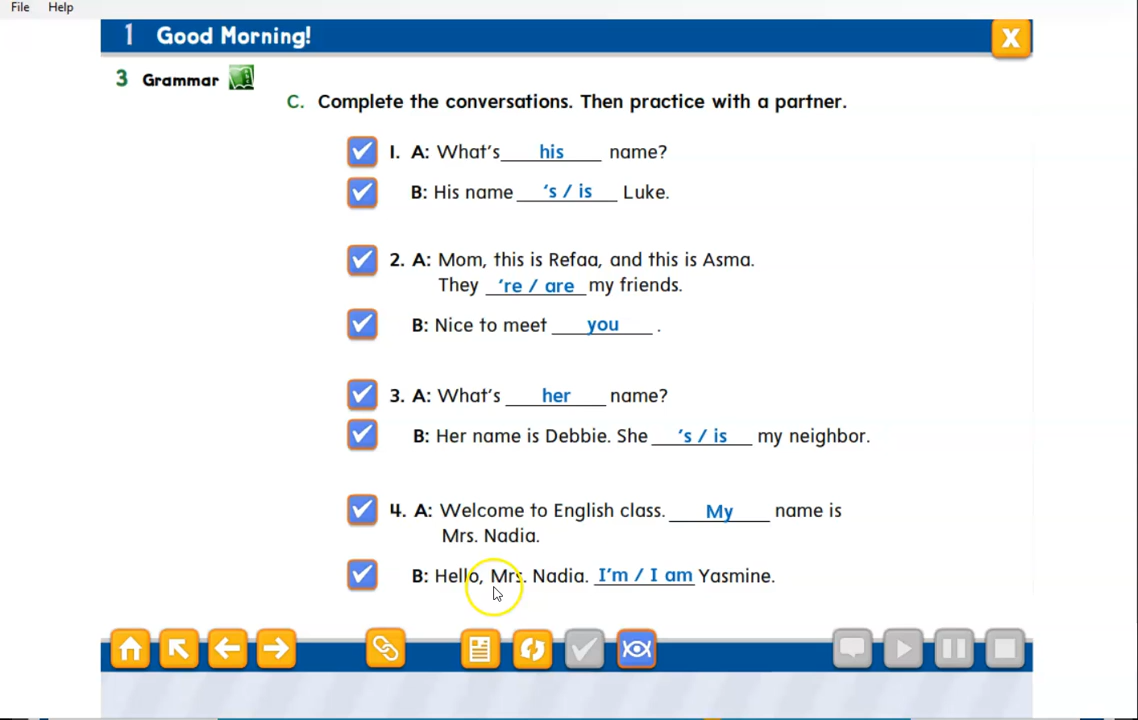 File Help
1 Good Morning!
X
3 Grammar
C. Complete the conversations. Then practice with a partner.
1. A: What's his name?
B: His name 's / is Luke.
2. A: Mom, this is Refaa, and this is Asma.
They 're / are my friends.
B: Nice to meet you .
3. A: What's her name?
B: Her name is Debbie. She 's / is my neighbor.
4. A: Welcome to English class. My name is
Mrs. Nadia.
B: Hello, Mrs. Nadia. I'm / I am Yasmine.